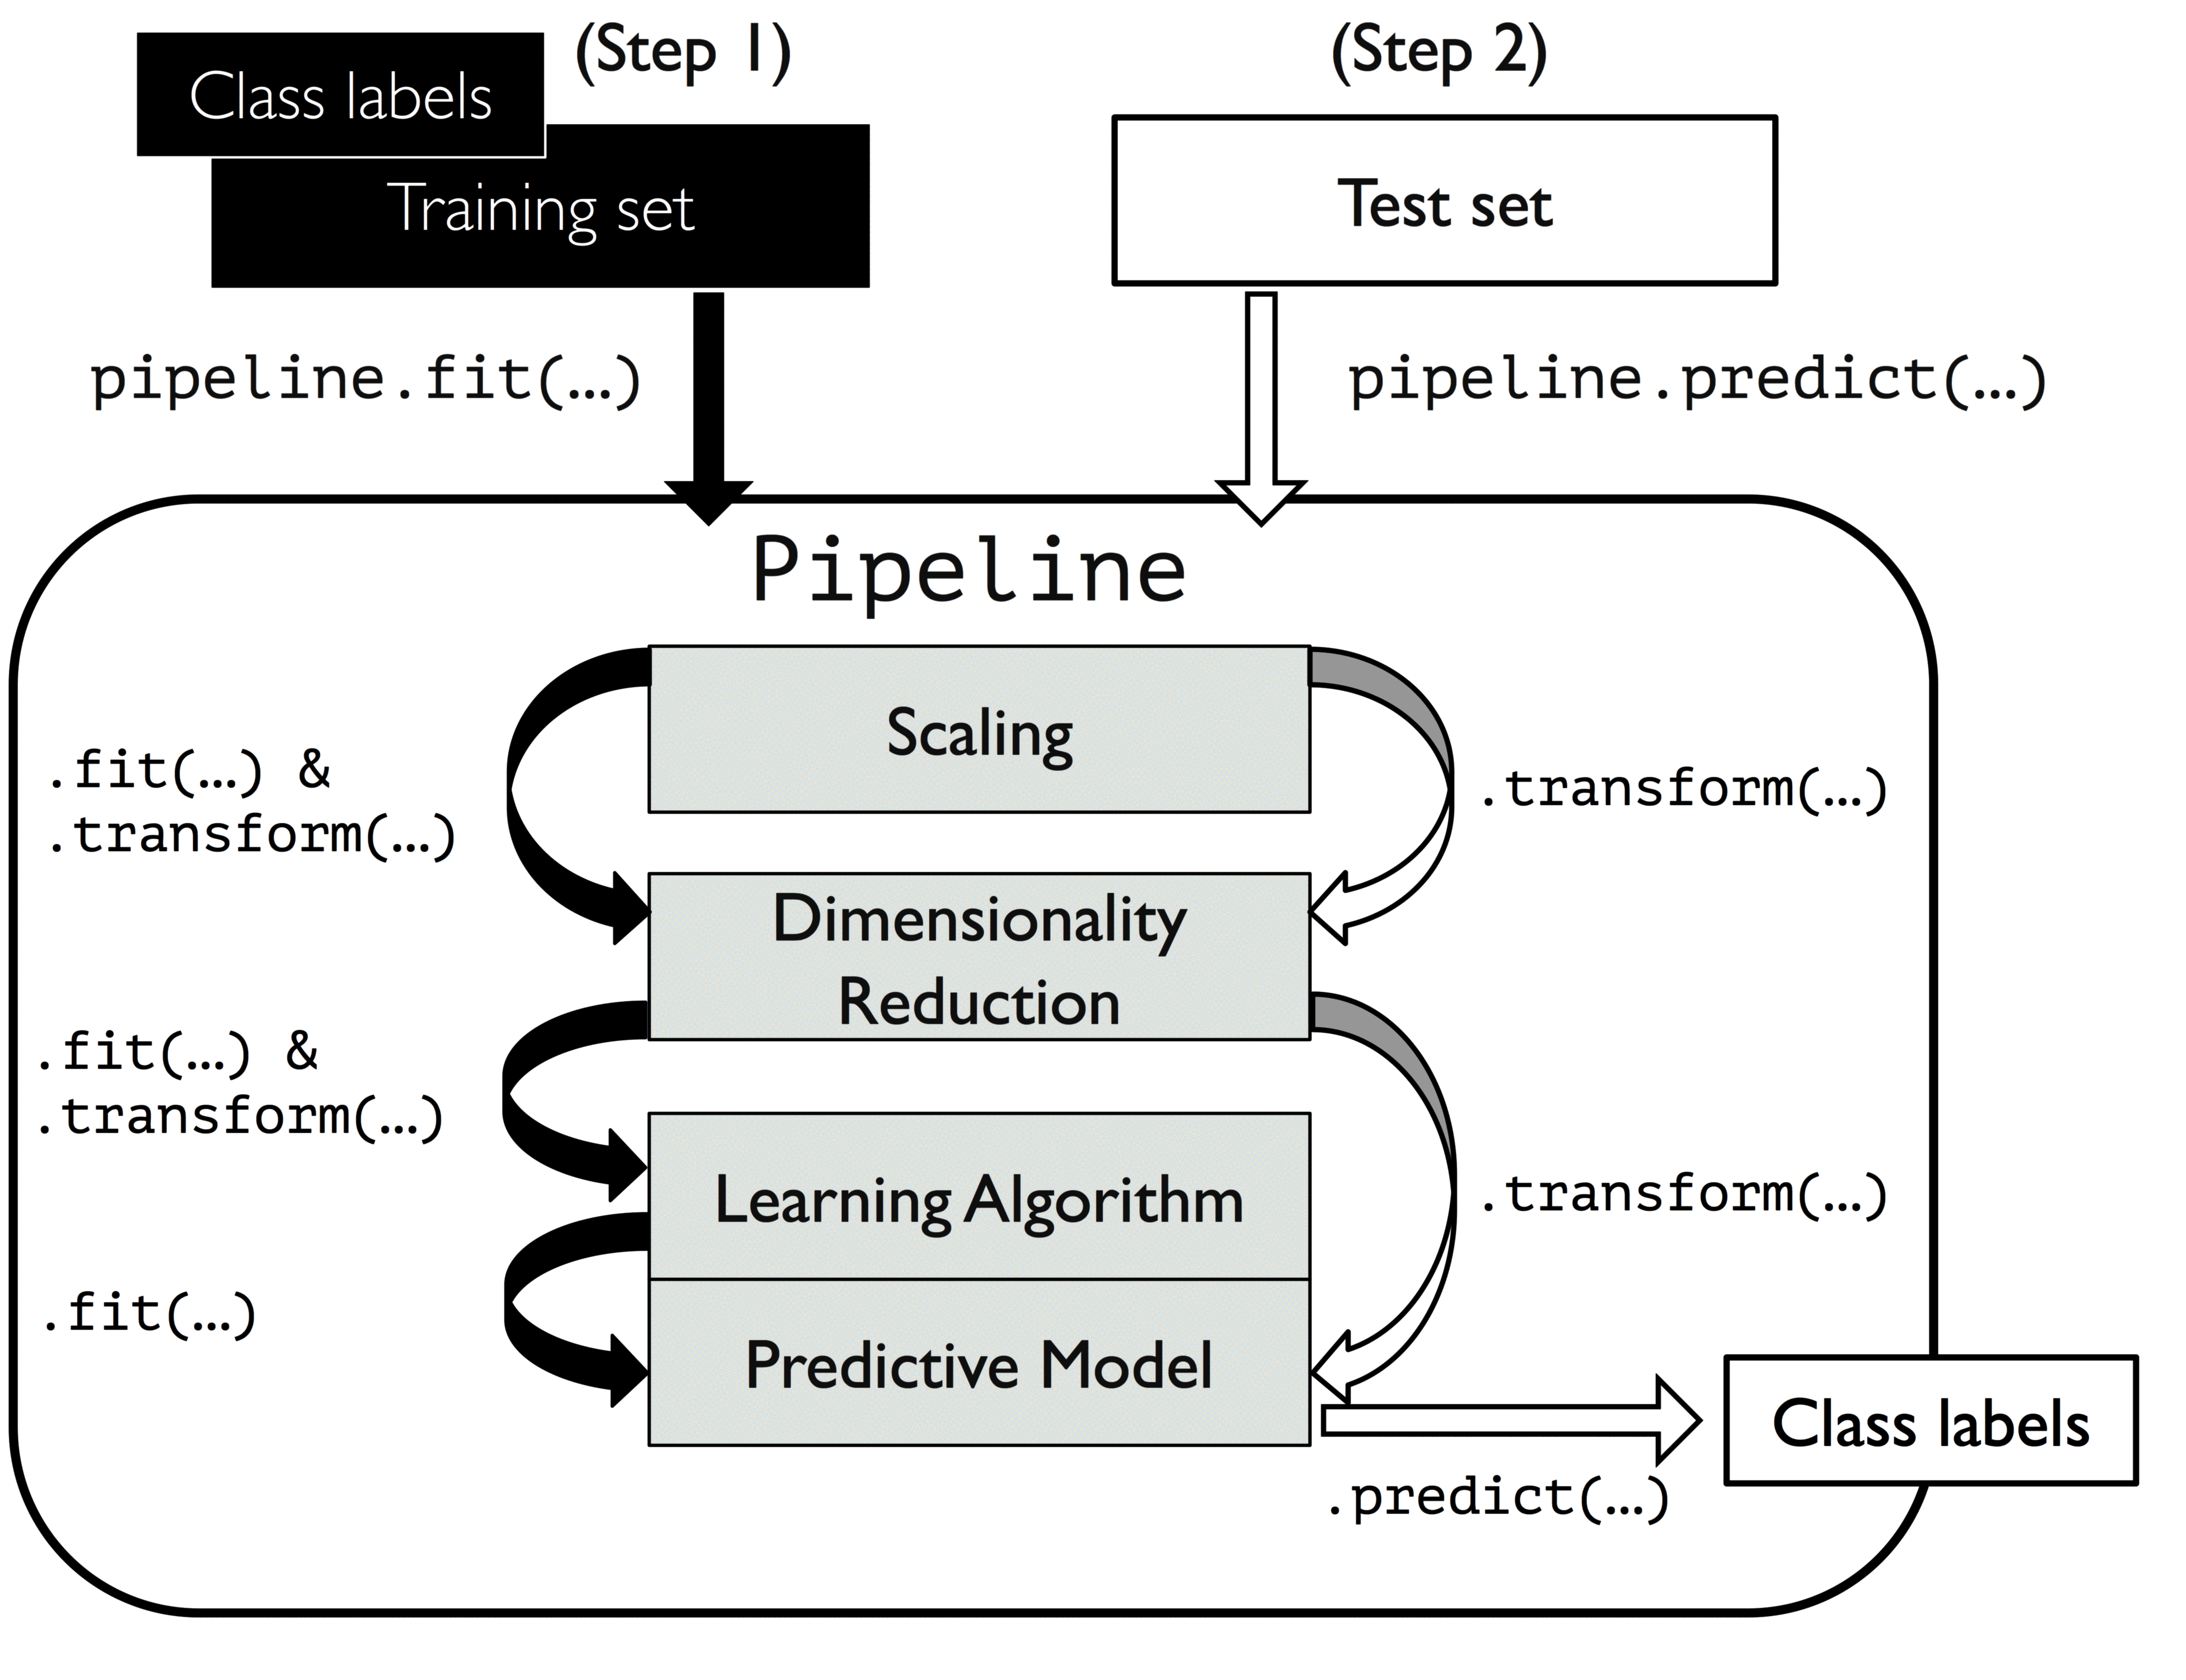 (Step 1)
(Step 2)
Class labels
Training set
Test set
pipeline.fit(…)
pipeline.predict(…)
Pipeline
Scaling
.fit(…) &
.transform(…)
.transform(…)
Dimensionality
Reduction
.fit(…) &
.transform(…)
Learning Algorithm
.transform(…)
.fit(…)
Predictive Model
Class labels
.predict(…)